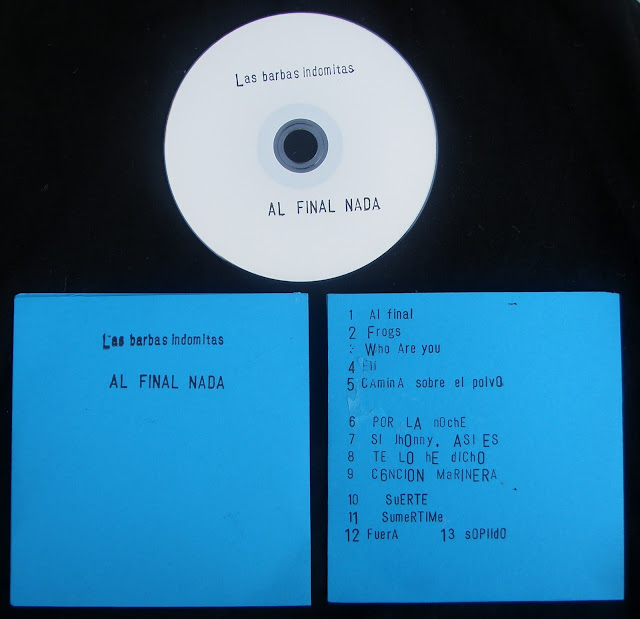 Las barbas indomitas
AL FINAL NADA
Las barbas IndomItas
AL FINAL NADA
1 Al final
2 Frogs
3 Who Are you
4
5 CAminA sobre el polvO
6 POR LA nOchE
7 SI JhOnny, ASI ES
8 TE LO hE dICHO
9 C6NCION MaRINERA
10 SuERTE
11 SumeRTIMe
12 FuerA 13 sOPlIdO